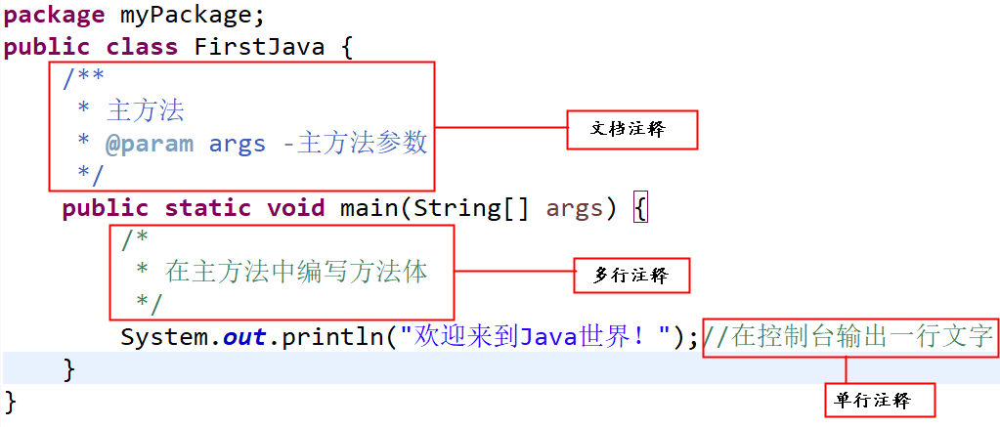 package myPackage;
public class FirstJava {
/**
* 主方法
* @param args -主方法参数
*/
文档注释
public static void main(String[] args) {
/*
* 在主方法中编写方法体
*/
多行注释
System.out.println("欢迎来到Java世界！");//在控制台输出一行文字
}
单行注释
}